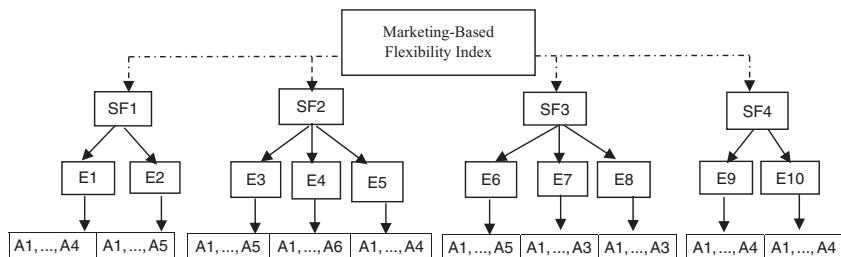 Marketing-Based
Flexibility Index
SF1 SF2 SF3 SF4
E1 E2 E3 E4 E5 E6 E7 E8 E9 E10
A1, ..., A4 A1, ..., A5 A1, ..., A5 A1, ..., A6 A1, ..., A4 A1, ..., A5 A1, ..., A3 A1, ..., A3 A1, ..., A4 A1, ..., A4